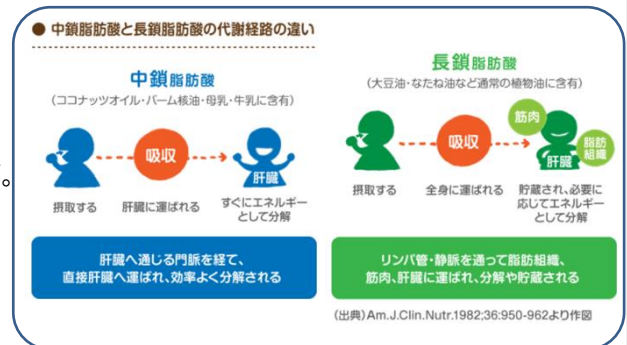 ● 中鎖脂肪酸と長鎖脂肪酸の代謝経路の違い
中鎖脂肪酸
(ココナッツオイル・パーム核油・母乳・牛乳に含有)
吸収
肝臓
摂取する
肝臓に運ばれる
すぐにエネルギー
として分解
肝臓へ通じる門脈を経て、
直接肝臓へ運ばれ、効率よく分解される
長鎖脂肪酸
(大豆油・なたね油など通常の植物油に含有)
筋肉
吸収
脂肪
組織
肝臓
摂取する
全身に運ばれる
貯蔵され、必要に
応じてエネルギー
として分解
リンパ管・静脈を通って脂肪組織、
筋肉、肝臓に運ばれ、分解や貯蔵される
(出典)Am.J.Clin.Nutr.1982;36:950-962より作図
。